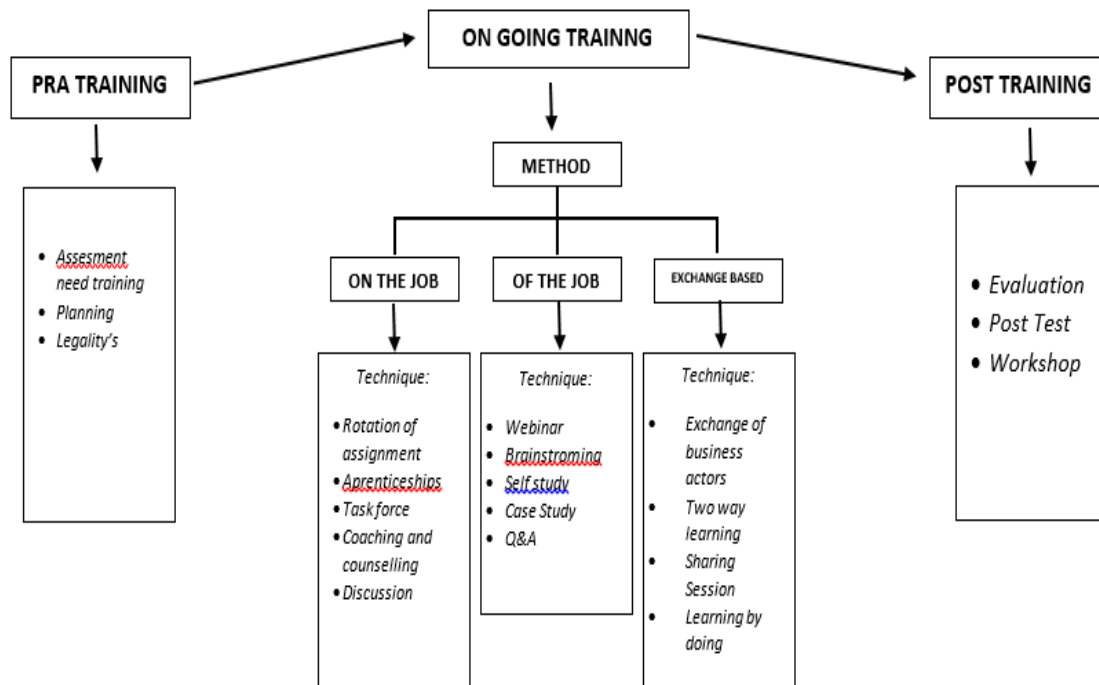 ON GOING TRAINNG
PRA TRAINING
POST TRAINING
METHOD
• Assesment
need training
• Planning
• Legality's
ON THE JOB
OF THE JOB
EXCHANGE BASED
• Evaluation
• Post Test
• Workshop
Technique:
• Rotation of
assignment
• Aprenticeships
• Task force
• Coaching and
counselling
• Discussion
Technique:
• Webinar
• Brainstroming
• Self study
• Case Study
• Q&A
Technique:
• Exchange of
business
actors
• Two way
learning
• Sharing
Session
• Learning by
doing